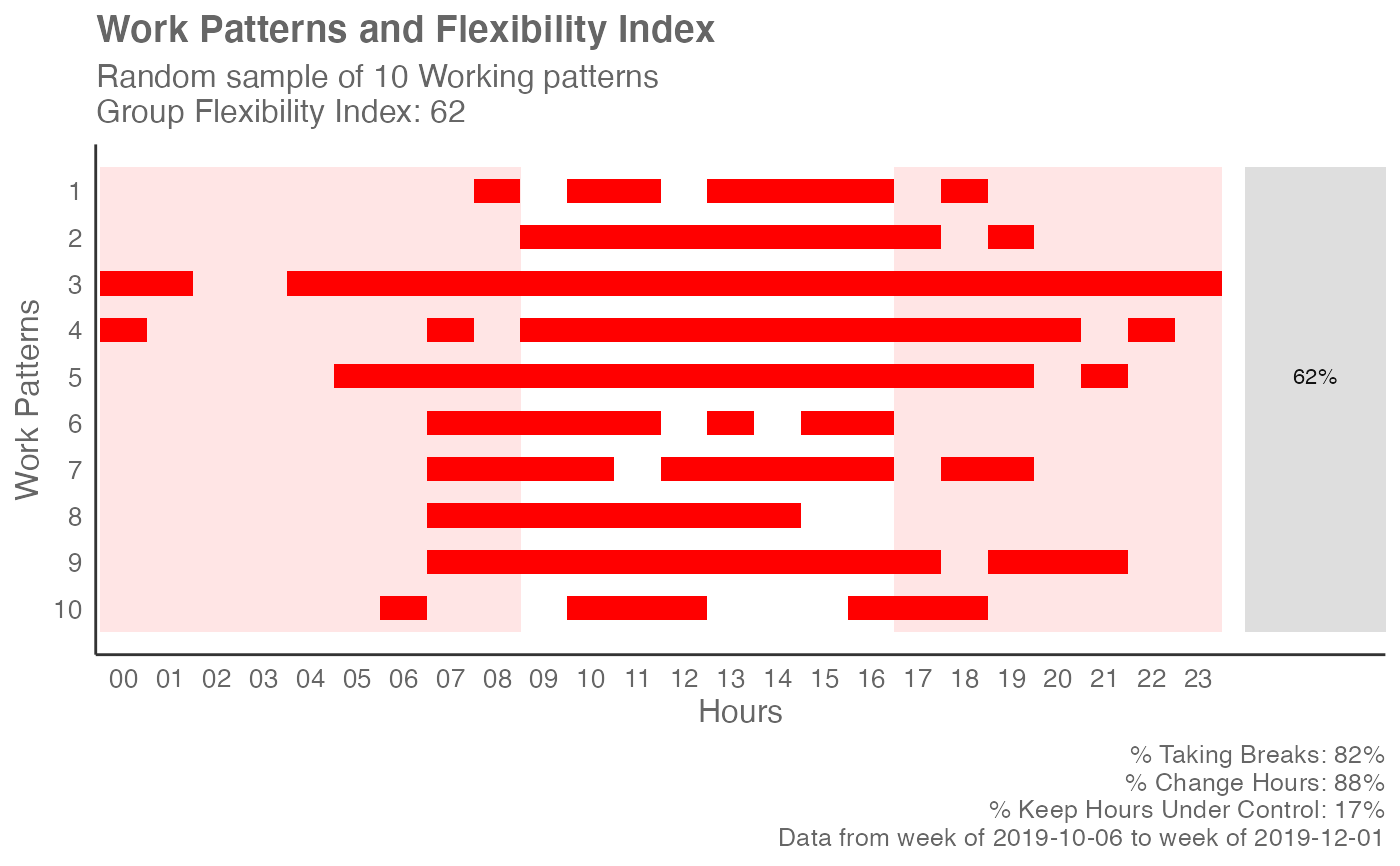 Work Patterns and Flexibility Index
Random sample of 10 Working patterns
Group Flexibility Index: 62
Work Patterns
1
2
3
4
5
6
7
8
9
10
62%
00 01 02 03 04 05 06 07 08 09 10 11 12 13 14 15 16 17 18 19 20 21 22 23
Hours
% Taking Breaks: 82%
% Change Hours: 88%
% Keep Hours Under Control: 17%
Data from week of 2019-10-06 to week of 2019-12-01